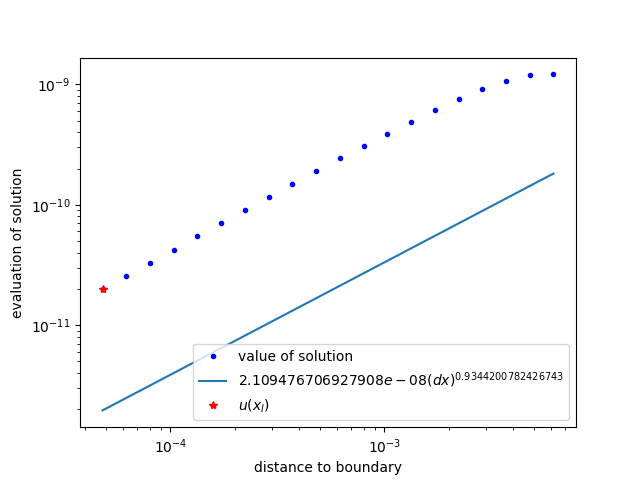 10⁻⁹
10⁻¹⁰
10⁻¹¹
evaluation of solution
value of solution
2.109476706927908e − 08(dx)^0.9344200782426743
u(x_l)
10⁻⁴
10⁻³
distance to boundary